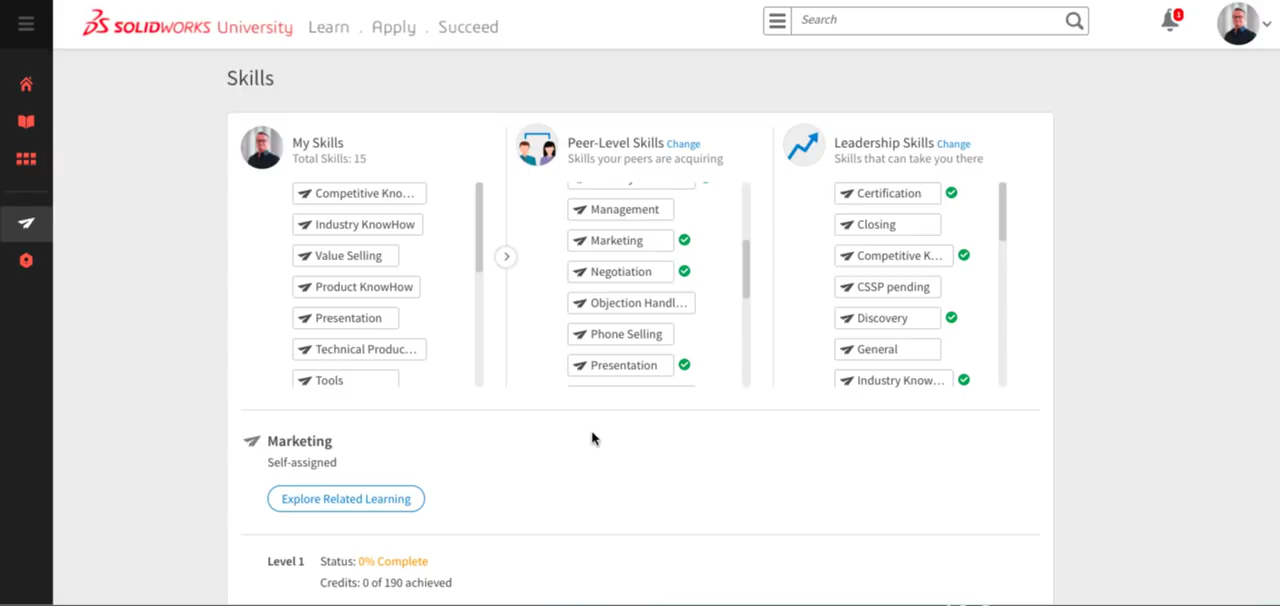 SOLIDWORKS University Learn . Apply . Succeed
Search
1
Skills
My Skills
Total Skills: 15
Competitive Kno...
Industry KnowHow
Value Selling
Product KnowHow
Presentation
Technical Produc...
Tools
Peer-Level Skills Change
Skills your peers are acquiring
Management
Marketing
Negotiation
Objection Handl...
Phone Selling
Presentation
Leadership Skills Change
Skills that can take you there
Certification
Closing
Competitive K...
CSSP pending
Discovery
General
Industry Know...
Marketing
Self-assigned
Explore Related Learning
Level 1 Status: 0% Complete
Credits: 0 of 190 achieved